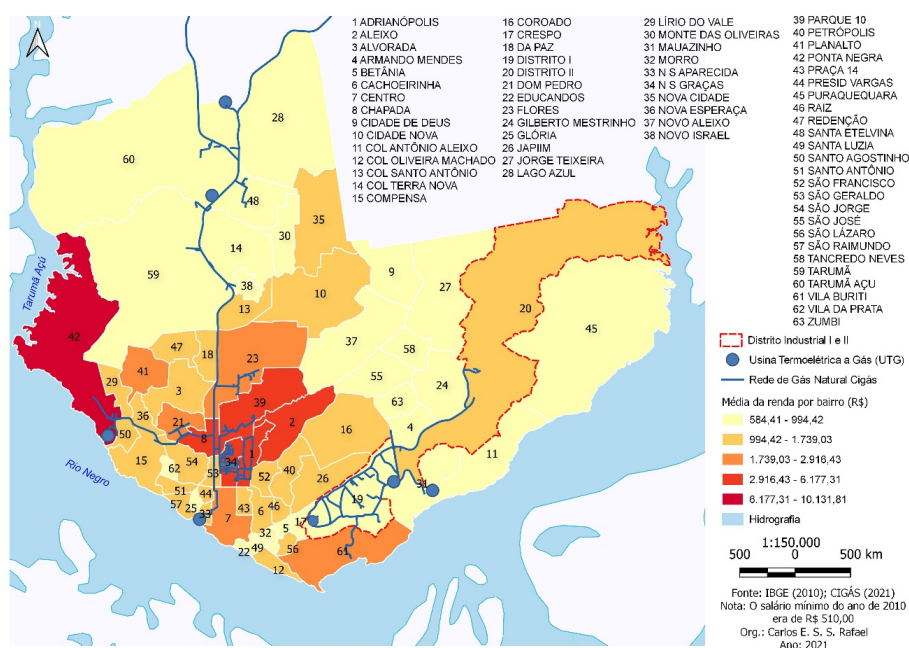 1 ADRIANÓPOLIS
2 ALEIXO
3 ALVORADA
4 ARMANDO MENDES
5 BETÂNIA
6 CACHOEIRINHA
7 CENTRO
8 CHAPADA
9 CIDADE DE DEUS
10 CIDADE NOVA
11 COL ANTÔNIO ALEIXO
12 COL OLIVEIRA MACHADO
13 COL SANTO ANTÔNIO
14 COL TERRA NOVA
15 COMPENSA
16 COROADO
17 CRESPO
18 DA PAZ
19 DISTRITO I
20 DISTRITO II
21 DOM PEDRO
22 EDUCANDOS
23 FLORES
24 GILBERTO MESTRINHO
25 GLÓRIA
26 JAPIIM
27 JORGE TEIXEIRA
28 LAGO AZUL
29 LÍRIO DO VALE
30 MONTE DAS OLIVEIRAS
31 MAUAZINHO
32 MORRO
33 N S APARECIDA
34 N S GRAÇAS
35 NOVA CIDADE
36 NOVA ESPERAÇA
37 NOVO ALEIXO
38 NOVO ISRAEL
39 PARQUE 10
40 PETRÓPOLIS
41 PLANALTO
42 PONTA NEGRA
43 PRAÇA 14
44 PRESID VARGAS
45 PURAQUEQUARA
46 RAIZ
47 REDENÇÃO
48 SANTA ETELVINA
49 SANTA LUZIA
50 SANTO AGOSTINHO
51 SANTO ANTÔNIO
52 SÃO FRANCISCO
53 SÃO GERALDO
54 SÃO JORGE
55 SÃO JOSÉ
56 SÃO LÁZARO
57 SÃO RAIMUNDO
58 TANCREDO NEVES
59 TARUMÃ
60 TARUMÃ AÇU
61 VILA BURITI
62 VILA DA PRATA
63 ZUMBI
N
28
60
48
35
30
14
59
38
13
10
9
27
20
45
42
37
58
55
24
63
4
11
47
18
23
41
29
3
39
36
21
2
8
1
16
50
15
54
62
34
53
52
40
26
51
44
57
25
33
7
43
6
46
5
32
17
19
31
22
49
56
12
61
Tarumã Açú
Rio Negro
Distrito Industrial I e II
Usina Termoelétrica a Gás (UTG)
Rede de Gás Natural Cigás
Média da renda por bairro (R$)
584,41 - 994,42
994,42 - 1.739,03
1.739,03 - 2.916,43
2.916,43 - 6.177,31
6.177,31 - 10.131,81
Hidrografia
1:150.000
500 0 500 km
Fonte: IBGE (2010); CIGÁS (2021)
Nota: O salário mínimo do ano de 2010
era de R$ 510,00
Org.: Carlos E. S. S. Rafael
Ano: 2021